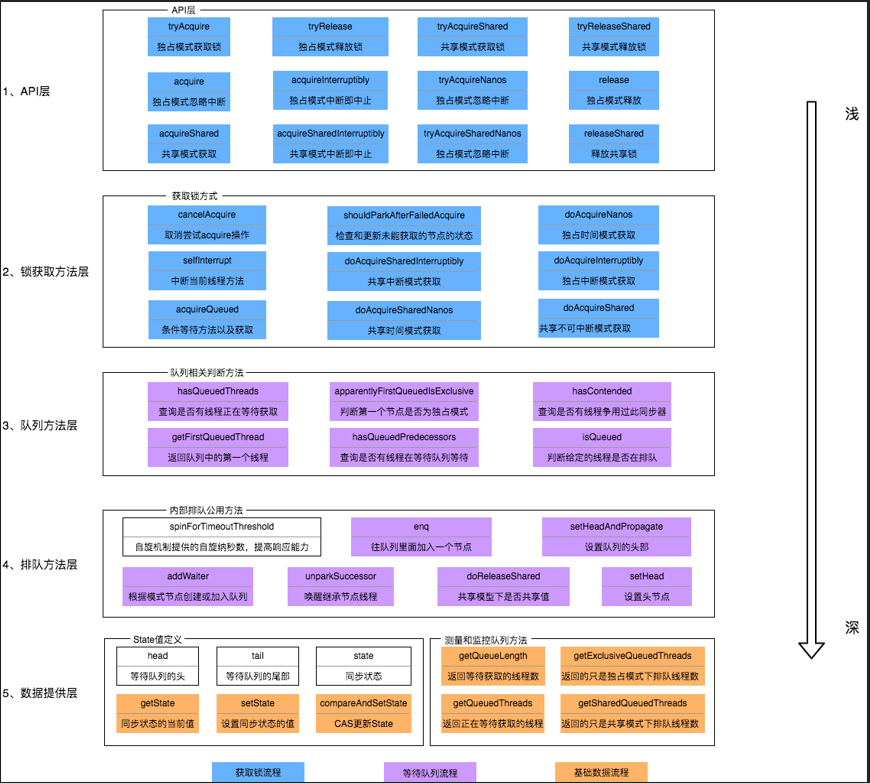 API层
tryAcquire
独占模式获取锁
tryRelease
独占模式释放锁
tryAcquireShared
共享模式获取锁
tryReleaseShared
共享模式释放锁
1、API层
acquire
独占模式忽略中断
acquireInterruptibly
独占模式中断即中止
tryAcquireNanos
独占模式忽略中断
release
独占模式释放
acquireShared
共享模式获取
acquireSharedInterruptibly
共享模式中断即中止
tryAcquireSharedNanos
独占模式忽略中断
releaseShared
释放共享锁
浅
获取锁方式
cancelAcquire
取消尝试acquire操作
shouldParkAfterFailedAcquire
检查和更新未能获取的节点的状态
doAcquireNanos
独占时间模式获取
2、锁获取方法层
selfInterrupt
中断当前线程方法
doAcquireSharedInterruptibly
共享中断模式获取
doAcquireInterruptibly
独占中断模式获取
acquireQueued
条件等待方法以及获取
doAcquireSharedNanos
共享时间模式获取
doAcquireShared
共享不可中断模式获取
队列相关判断方法
hasQueuedThreads
查询是否有线程正在等待获取
apparentlyFirstQueuedIsExclusive
判断第一个节点是否为独占模式
hasContended
查询是否有线程争用过此同步器
3、队列方法层
getFirstQueuedThread
返回队列中的第一个线程
hasQueuedPredecessors
查询是否有线程在等待队列等待
isQueued
判断给定的线程是否在排队
内部排队公用方法
spinForTimeoutThreshold
自旋机制提供的自旋纳秒数，提高响应能力
enq
往队列里面加入一个节点
setHeadAndPropagate
设置队列的头部
4、排队方法层
addWaiter
根据模式节点创建或加入队列
unparkSuccessor
唤醒继承节点线程
doReleaseShared
共享模型下是否共享值
setHead
设置头节点
深
State值定义
head
等待队列的头
tail
等待队列的尾部
state
同步状态
5、数据提供层
getState
同步状态的当前值
setState
设置同步状态的值
compareAndSetState
CAS更新State
测量和监控队列方法
getQueueLength
返回等待获取的线程数
getExclusiveQueuedThreads
返回的只是独占模式下排队线程数
getQueuedThreads
返回正在等待获取的线程
getSharedQueuedThreads
返回的只是共享模式下排队线程数
获取锁流程
等待队列流程
基础数据流程